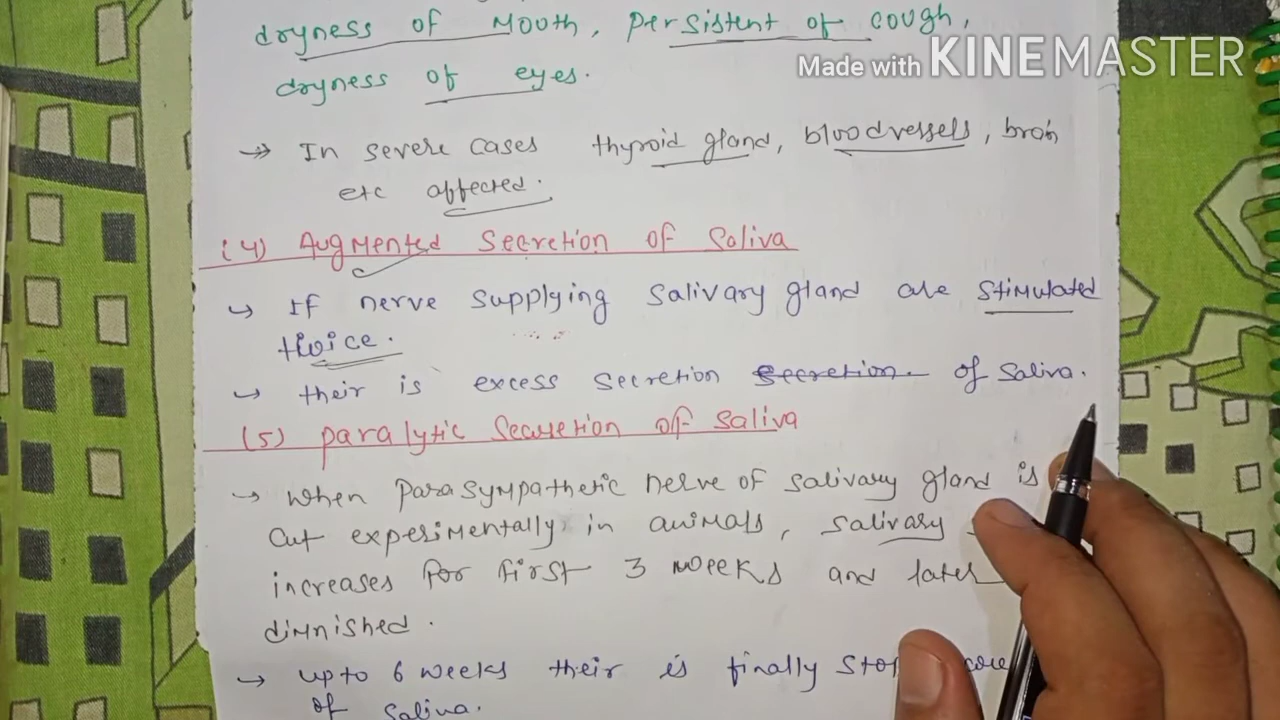 dryness of Mouth, Persistent of cough,
Made with KINEMASTER
dryness of eyes.
In severe cases thyroid gland, bloodvessels, brain
etc affected.
(4) Augmented Secretion of Saliva
If nerve supplying salivary gland are stimulated
thoice.
their is excess secretion secretion of saliva.
(5) paralytic Secretion of saliva
when parasympathetic nerve of salivary gland is
cut experimentally in animals, salivary
increases for first 3 weeks and later
diminished.
upto 6 weeks their is finally
of saliva.